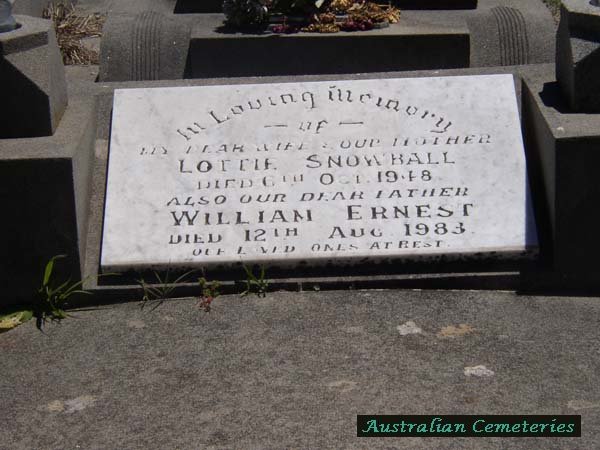 In Loving Memory
— of —
MY DEAR WIFE & OUR MOTHER
LOTTIE SNOWBALL
DIED 6TH OCT. 1948.
ALSO OUR DEAR FATHER
WILLIAM ERNEST
DIED 12TH AUG 1983.
OUR LOVED ONES AT REST.
Australian Cemeteries